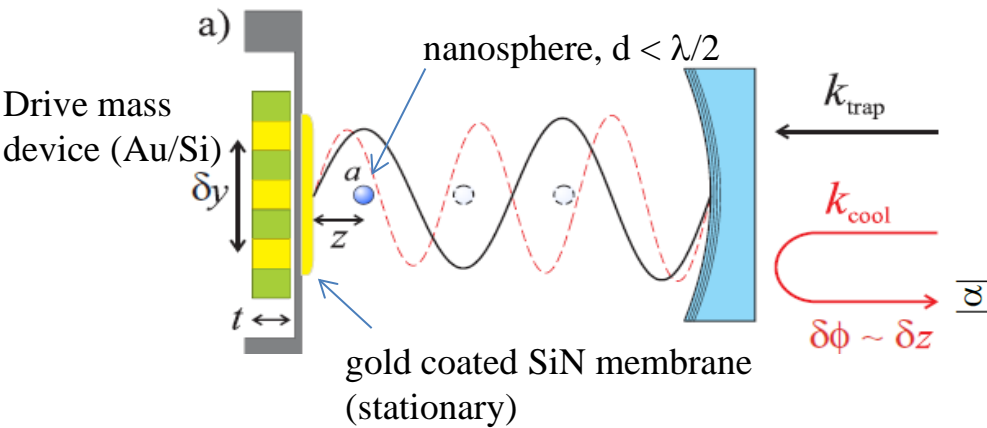 a)
nanosphere, d < λ/2
Drive mass
device (Au/Si)
δy
a
z
t
k_trap
k_cool
δϕ ~ δz
|α|
gold coated SiN membrane
(stationary)